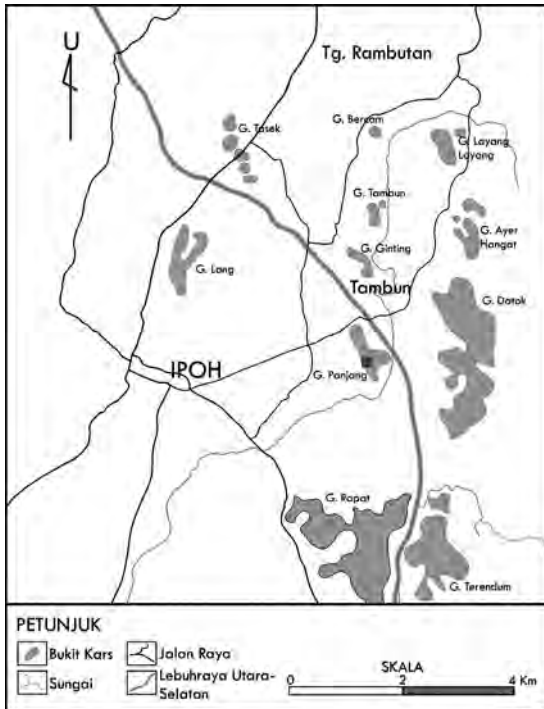 U
Tg. Rambutan
G. Tasek
G. Bercam
G. Layang
Layang
G. Tambun
G. Ayer
Hangat
G. Ginting
G. Lang
Tambun
G. Datok
IPOH
G. Panjang
G. Rapat
G. Terendum
PETUNJUK
Bukit Kars
Jalan Raya
Sungai
Lebuhraya Utara-
Selatan
SKALA
0 2 4 Km